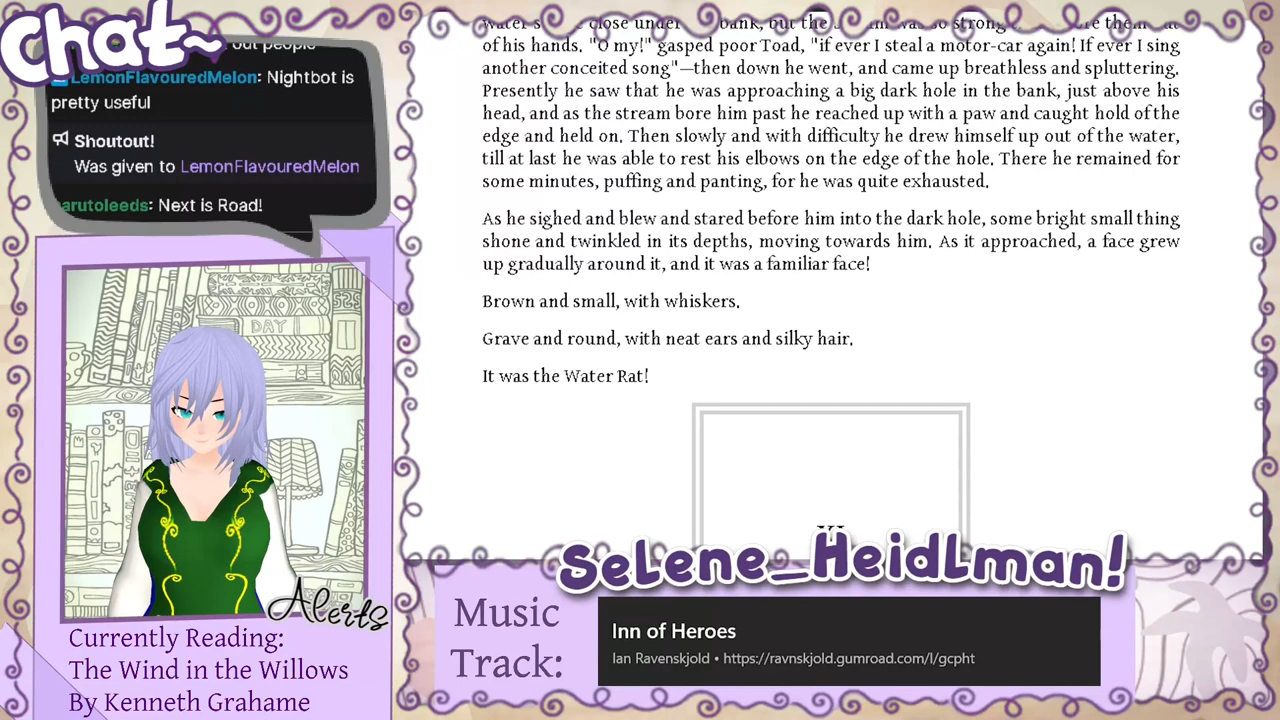 Chat~
out people
LemonFlavouredMelon: Nightbot is
pretty useful
Shoutout!
Was given to LemonFlavouredMelon
arutoleeds: Next is Road!
DAY
Alerts
Currently Reading:
The Wind in the Willows
By Kenneth Grahame
close under bank, but the
of his hands. "O my!" gasped poor Toad, "if ever I steal a motor-car again! If ever I sing
another conceited song"—then down he went, and came up breathless and spluttering.
Presently he saw that he was approaching a big dark hole in the bank, just above his
head, and as the stream bore him past he reached up with a paw and caught hold of the
edge and held on. Then slowly and with difficulty he drew himself up out of the water,
till at last he was able to rest his elbows on the edge of the hole. There he remained for
some minutes, puffing and panting, for he was quite exhausted.
As he sighed and blew and stared before him into the dark hole, some bright small thing
shone and twinkled in its depths, moving towards him. As it approached, a face grew
up gradually around it, and it was a familiar face!
Brown and small, with whiskers.
Grave and round, with neat ears and silky hair.
It was the Water Rat!
Selene_Heidlman!
Music
Track:
Inn of Heroes
Ian Ravenskjold • https://ravnskjold.gumroad.com/l/gcpht